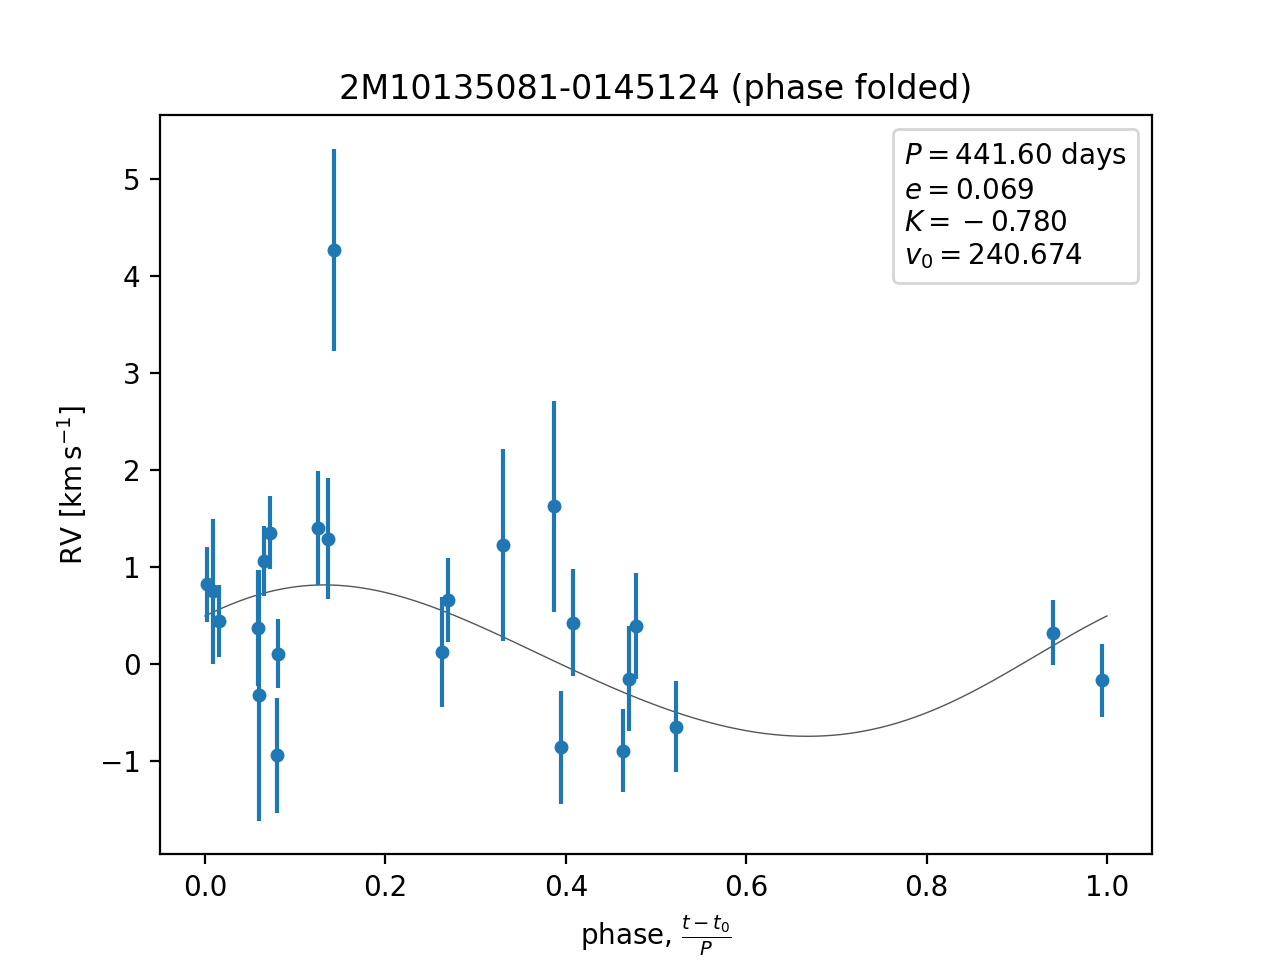 2M10135081-0145124 (phase folded)
P = 441.60 days
e = 0.069
K = −0.780
v₀ = 240.674
RV [km s⁻¹]
5
4
3
2
1
0
−1
0.0 0.2 0.4 0.6 0.8 1.0
phase, (t − t₀)/P